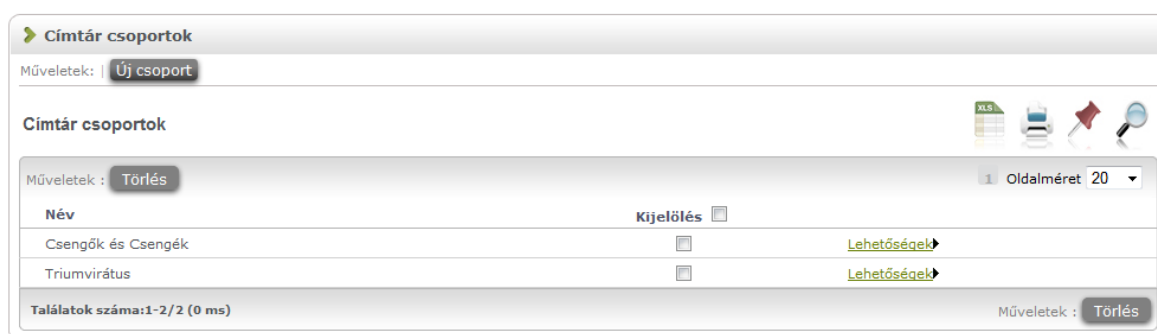 Címtár csoportok
Műveletek: | Új csoport
Címtár csoportok
XLS
Műveletek : Törlés 1 Oldalméret 20
Név Kijelölés
Csengők és Csengék Lehetőségek
Triumvirátus Lehetőségek
Találatok száma:1-2/2 (0 ms) Műveletek : Törlés